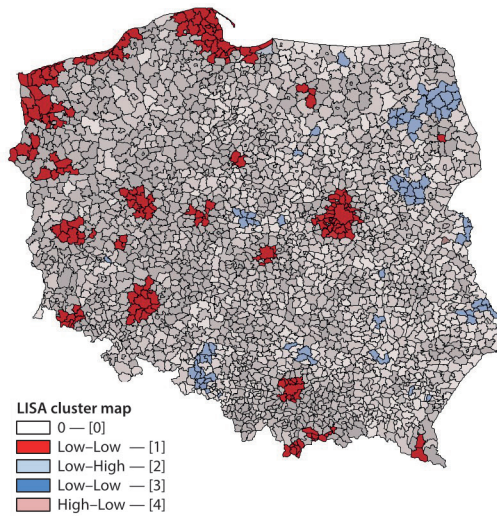 LISA cluster map
0 — [0]
Low–Low — [1]
Low–High — [2]
Low–Low — [3]
High–Low — [4]